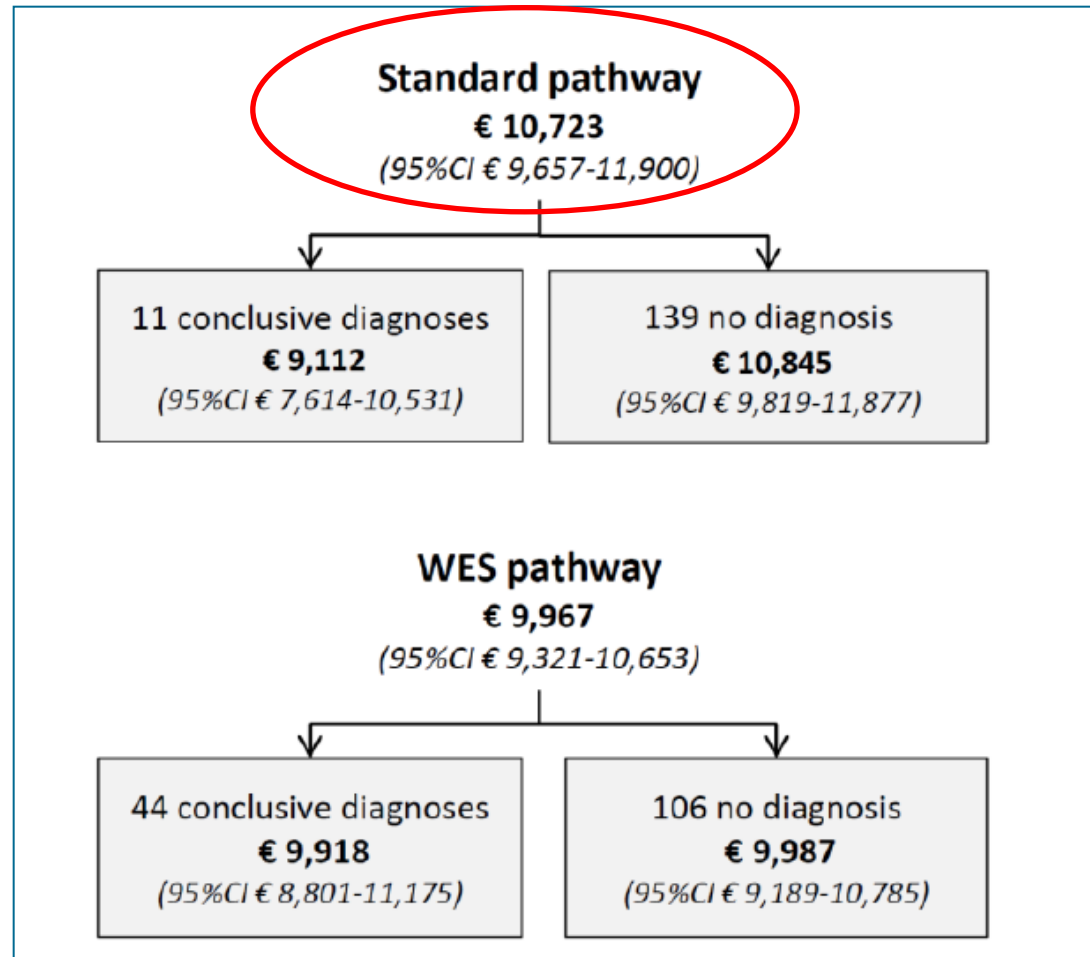 Standard pathway
€ 10,723
(95%CI € 9,657-11,900)
11 conclusive diagnoses
€ 9,112
(95%CI € 7,614-10,531)
139 no diagnosis
€ 10,845
(95%CI € 9,819-11,877)
WES pathway
€ 9,967
(95%CI € 9,321-10,653)
44 conclusive diagnoses
€ 9,918
(95%CI € 8,801-11,175)
106 no diagnosis
€ 9,987
(95%CI € 9,189-10,785)